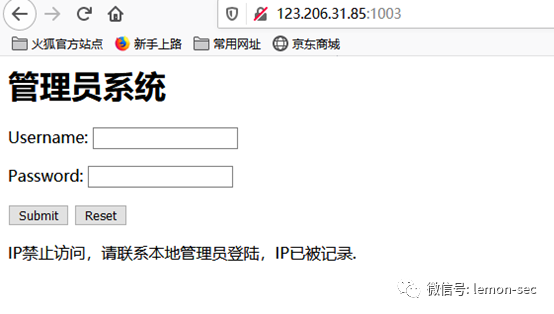 123.206.31.85:1003
火狐官方站点 新手上路 常用网址 京东商城
管理员系统
Username:
Password:
Submit Reset
IP禁止访问，请联系本地管理员登陆，IP已被记录.
微信号: lemon-sec